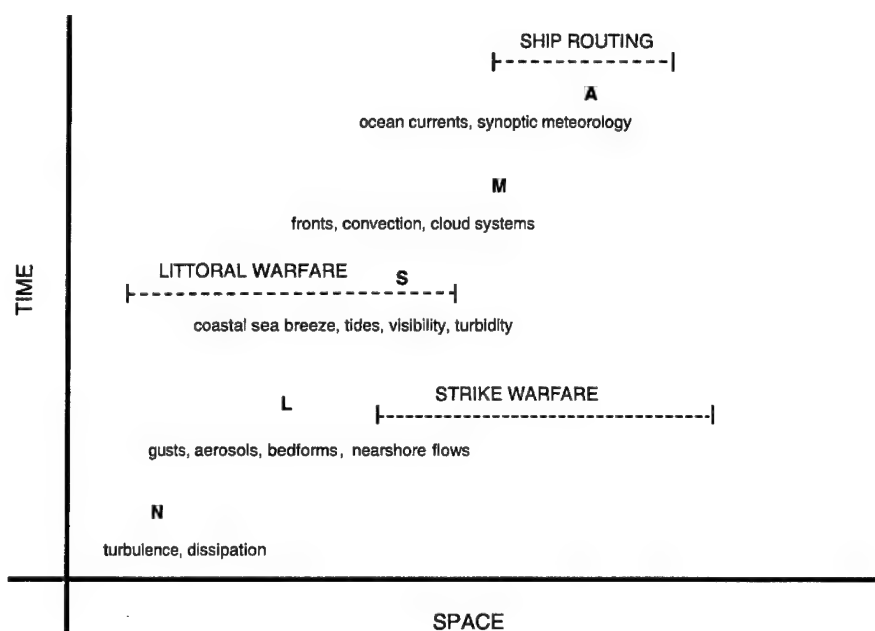 SHIP ROUTING
A
ocean currents, synoptic meteorology
M
fronts, convection, cloud systems
LITTORAL WARFARE
S
coastal sea breeze, tides, visibility, turbidity
TIME
STRIKE WARFARE
L
gusts, aerosols, bedforms, nearshore flows
N
turbulence, dissipation
SPACE